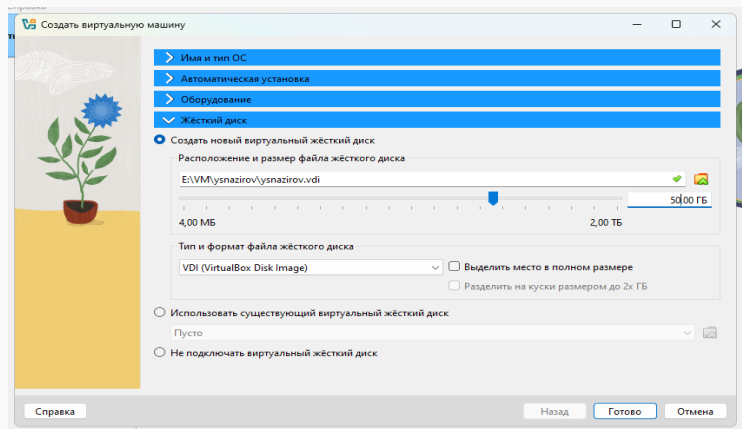 Создать виртуальную машину
Имя и тип ОС
Автоматическая установка
Оборудование
Жёсткий диск
Создать новый виртуальный жёсткий диск
Расположение и размер файла жёсткого диска
E:\VM\ysnazirov\ysnazirov.vdi
50,00 ГБ
4,00 МБ 2,00 ТБ
Тип и формат файла жёсткого диска
VDI (VirtualBox Disk Image) Выделить место в полном размере
Разделить на куски размером до 2х ГБ
Использовать существующий виртуальный жёсткий диск
Пусто
Не подключать виртуальный жёсткий диск
Справка Назад Готово Отмена